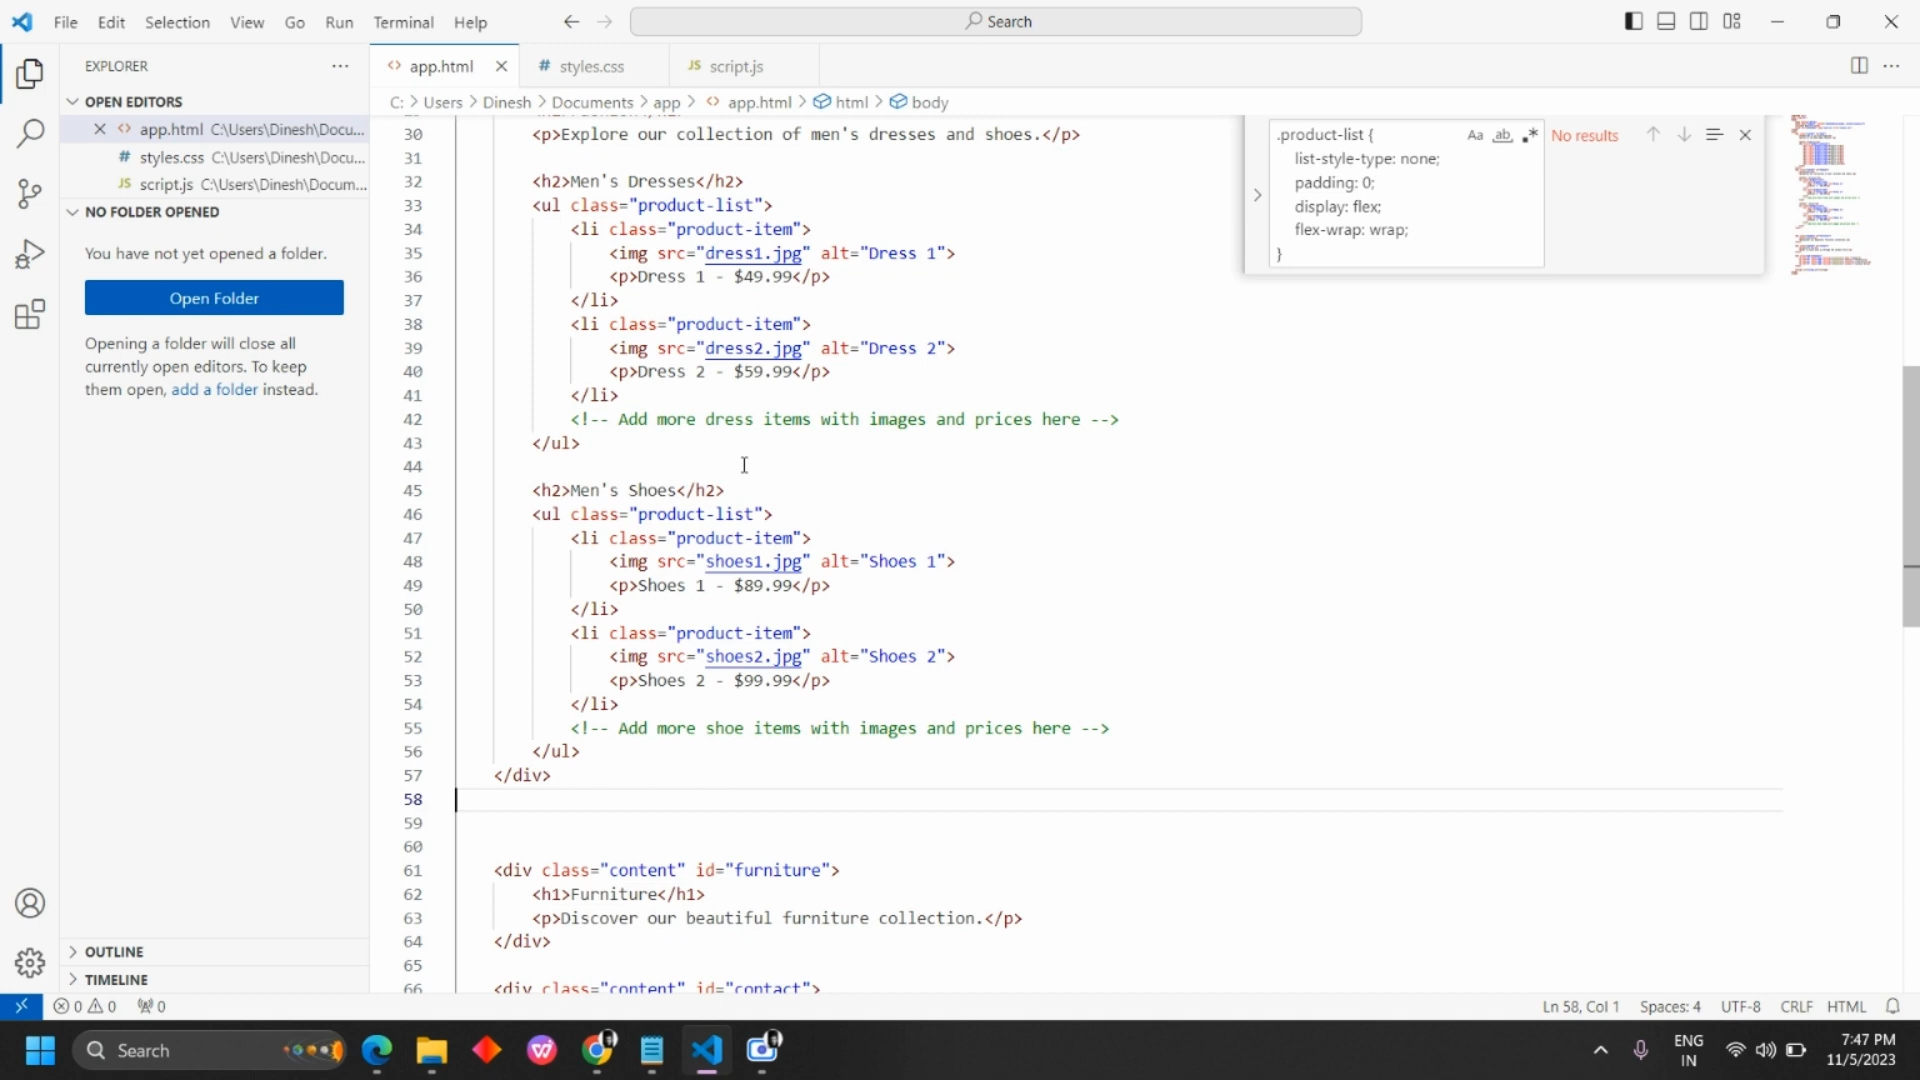 File Edit Selection View Go Run Terminal Help
Search
EXPLORER
OPEN EDITORS
app.html C:\Users\Dinesh\Docu...
styles.css C:\Users\Dinesh\Docu...
JS script.js C:\Users\Dinesh\Docum...
NO FOLDER OPENED
You have not yet opened a folder.
Open Folder
Opening a folder will close all
currently open editors. To keep
them open, add a folder instead.
OUTLINE
TIMELINE
app.html # styles.css JS script.js
C: > Users > Dinesh > Documents > app > app.html > html > body
30 <p>Explore our collection of men's dresses and shoes.</p>
31
32 <h2>Men's Dresses</h2>
33 <ul class="product-list">
34 <li class="product-item">
35 <img src="dress1.jpg" alt="Dress 1">
36 <p>Dress 1 - $49.99</p>
37 </li>
38 <li class="product-item">
39 <img src="dress2.jpg" alt="Dress 2">
40 <p>Dress 2 - $59.99</p>
41 </li>
42 <!-- Add more dress items with images and prices here -->
43 </ul>
44
45 <h2>Men's Shoes</h2>
46 <ul class="product-list">
47 <li class="product-item">
48 <img src="shoes1.jpg" alt="Shoes 1">
49 <p>Shoes 1 - $89.99</p>
50 </li>
51 <li class="product-item">
52 <img src="shoes2.jpg" alt="Shoes 2">
53 <p>Shoes 2 - $99.99</p>
54 </li>
55 <!-- Add more shoe items with images and prices here -->
56 </ul>
57 </div>
58
59
60
61 <div class="content" id="furniture">
62 <h1>Furniture</h1>
63 <p>Discover our beautiful furniture collection.</p>
64 </div>
65
66 <div class="content" id="contact">
.product-list {
list-style-type: none;
padding: 0;
display: flex;
flex-wrap: wrap;
}
Aa ab .* No results
0 0 0
Ln 58, Col 1 Spaces: 4 UTF-8 CRLF HTML
Search
ENG
IN
7:47 PM
11/5/2023